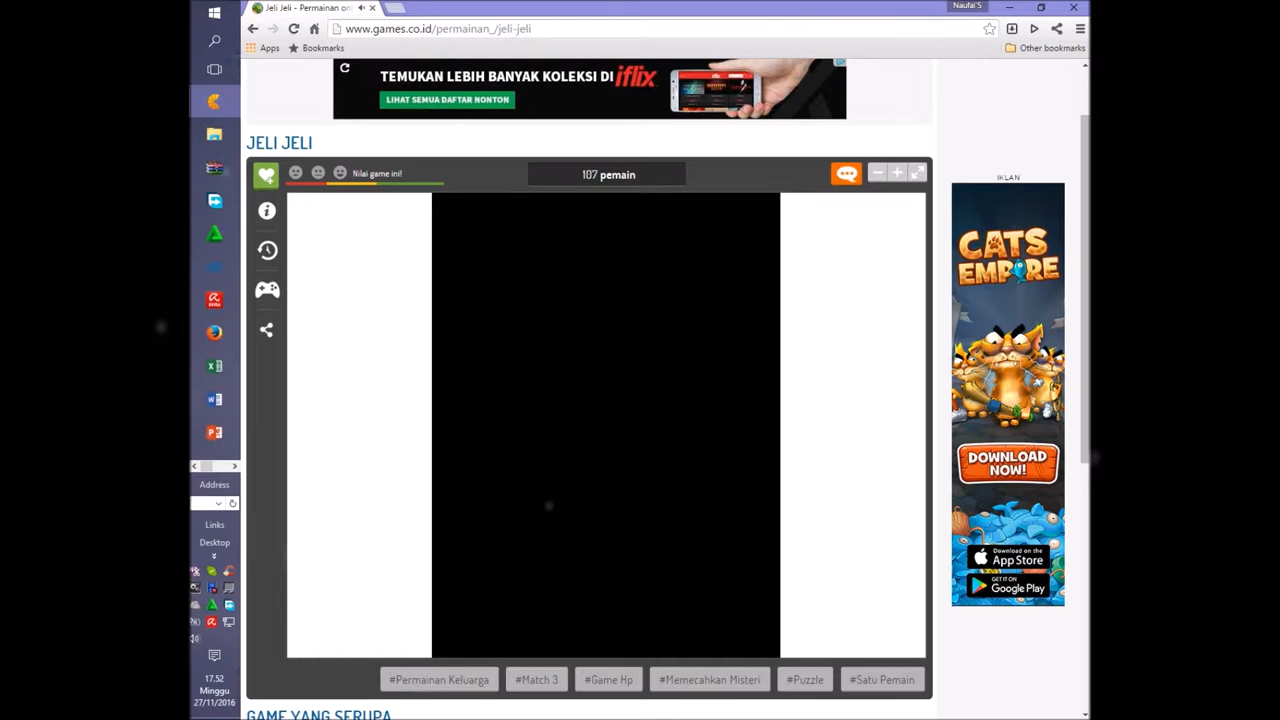 Jeli Jeli - Permainan onl
Naufal'S
www.games.co.id/permainan_/jeli-jeli
Apps
Bookmarks
Other bookmarks
TEMUKAN LEBIH BANYAK KOLEKSI DI iflix
LIHAT SEMUA DAFTAR NONTON
JELI JELI
Nilai game ini!
107 pemain
IKLAN
CATS
EMPIRE
DOWNLOAD
NOW!
Download on the
App Store
GET IT ON
Google Play
AVIRA
Address
Links
Desktop
17.52
Minggu
27/11/2016
#Permainan Keluarga
#Match 3
#Game Hp
#Memecahkan Misteri
#Puzzle
#Satu Pemain
GAME YANG SERUPA